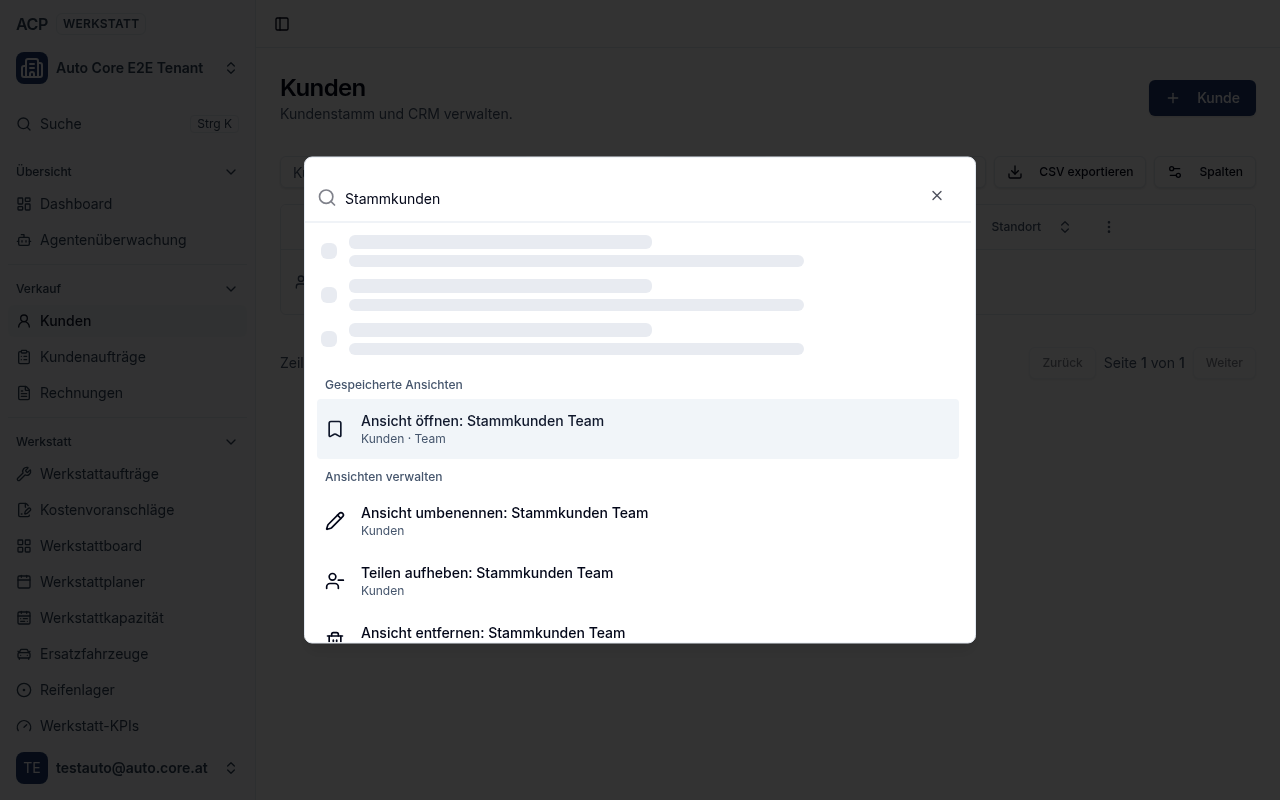 ACP WERKSTATT
Auto Core E2E Tenant
Suche Strg K
Übersicht
Dashboard
Agentenüberwachung
Verkauf
Kunden
Kundenaufträge
Rechnungen
Werkstatt
Werkstattaufträge
Kostenvoranschläge
Werkstattboard
Werkstattplaner
Werkstattkapazität
Ersatzfahrzeuge
Reifenlager
Werkstatt-KPIs
TE testauto@auto.core.at
Kunden
Kundenstamm und CRM verwalten.
Kunde
CSV exportieren
Spalten
Standort
Zurück Seite 1 von 1 Weiter
Stammkunden
Gespeicherte Ansichten
Ansicht öffnen: Stammkunden Team
Kunden · Team
Ansichten verwalten
Ansicht umbenennen: Stammkunden Team
Kunden
Teilen aufheben: Stammkunden Team
Kunden
Ansicht entfernen: Stammkunden Team